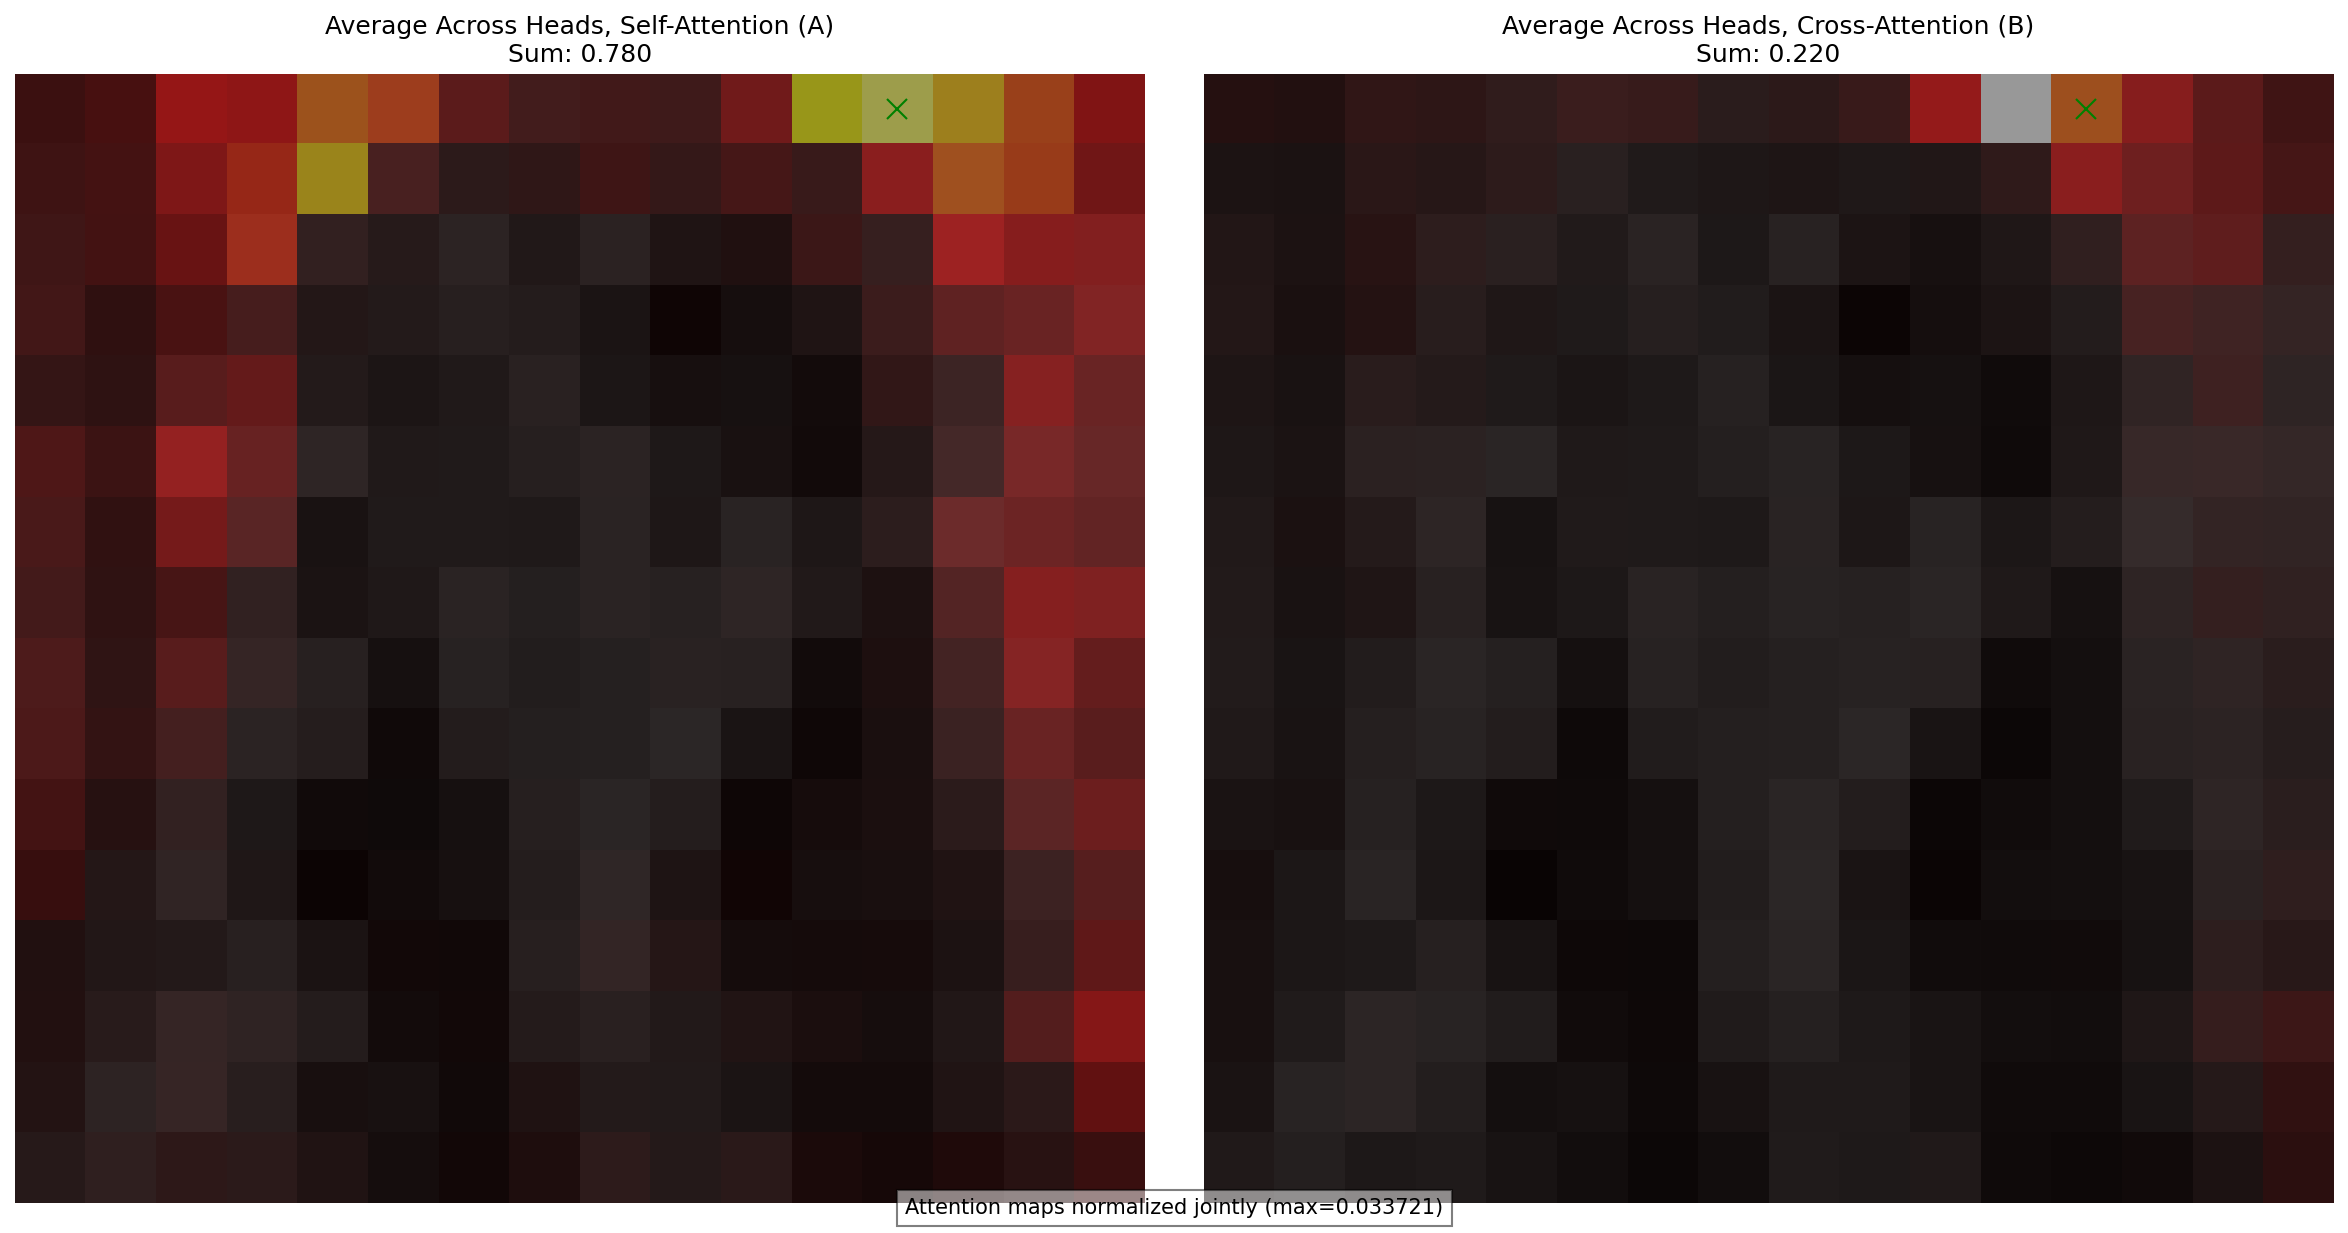 Average Across Heads, Self-Attention (A)
Sum: 0.780
Average Across Heads, Cross-Attention (B)
Sum: 0.220
Attention maps normalized jointly (max=0.033721)